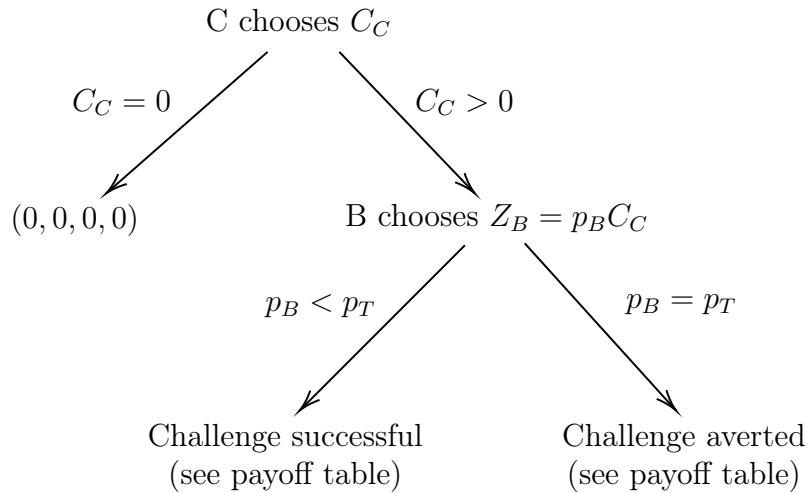 C chooses $C_C$
$C_C = 0$
$C_C > 0$
$(0, 0, 0, 0)$
B chooses $Z_B = p_B C_C$
$p_B < p_T$
$p_B = p_T$
Challenge successful
(see payoff table)
Challenge averted
(see payoff table)